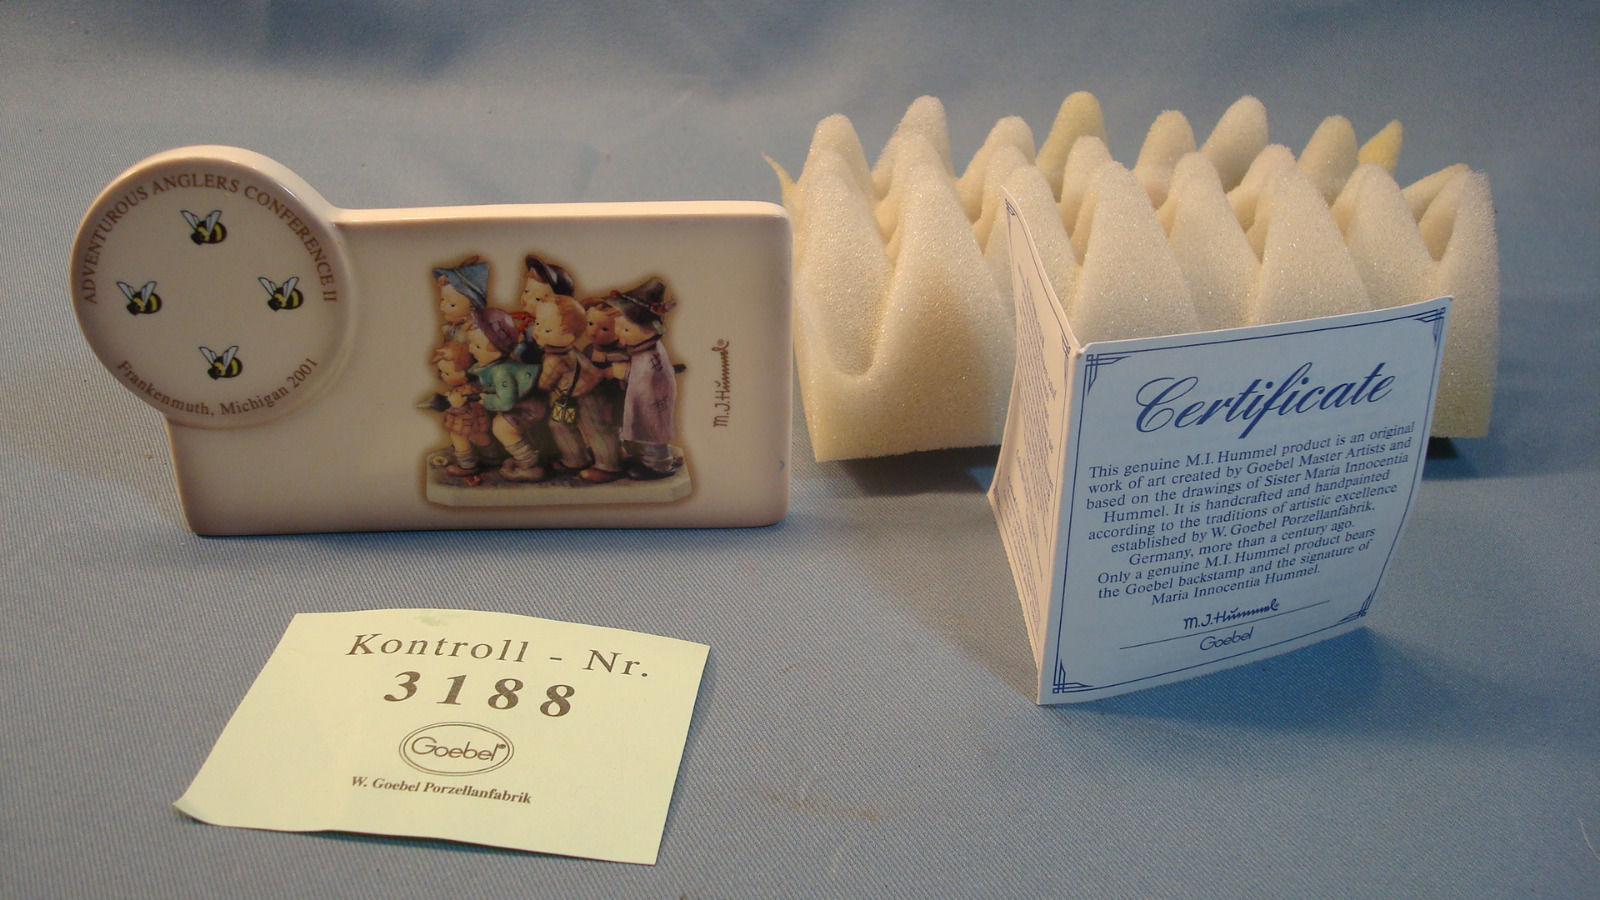 ADVENTUROUS ANGLERS CONFERENCE II
Frankenmuth, Michigan 2001
M.J.Hummel®
Kontroll - Nr.
3188
Goebel®
W. Goebel Porzellanfabrik
Certificate
This genuine M.I. Hummel product is an original
work of art created by Goebel Master Artists and
based on the drawings of Sister Maria Innocentia
Hummel. It is handcrafted and handpainted
according to the traditions of artistic excellence
established by W. Goebel Porzellanfabrik,
Germany, more than a century ago.
Only a genuine M.I. Hummel product bears
the Goebel backstamp and the signature of
Maria Innocentia Hummel.
M.J.Hummel
Goebel